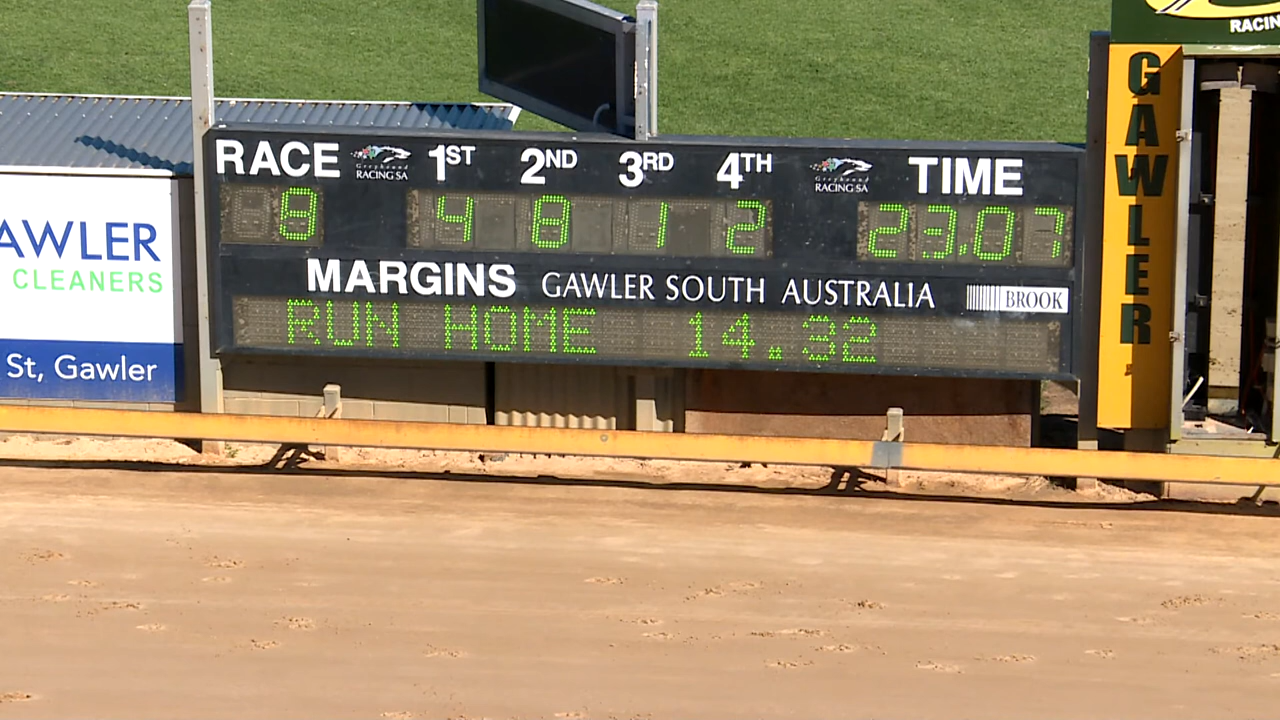 RACING
GAWLER
RACE 1ST 2ND 3RD 4TH TIME
Greyhound RACING SA
Greyhound RACING SA
8 4 8 1 2 23.07
MARGINS GAWLER SOUTH AUSTRALIA BROOK
RUN HOME 14.32
AWLER
CLEANERS
St, Gawler